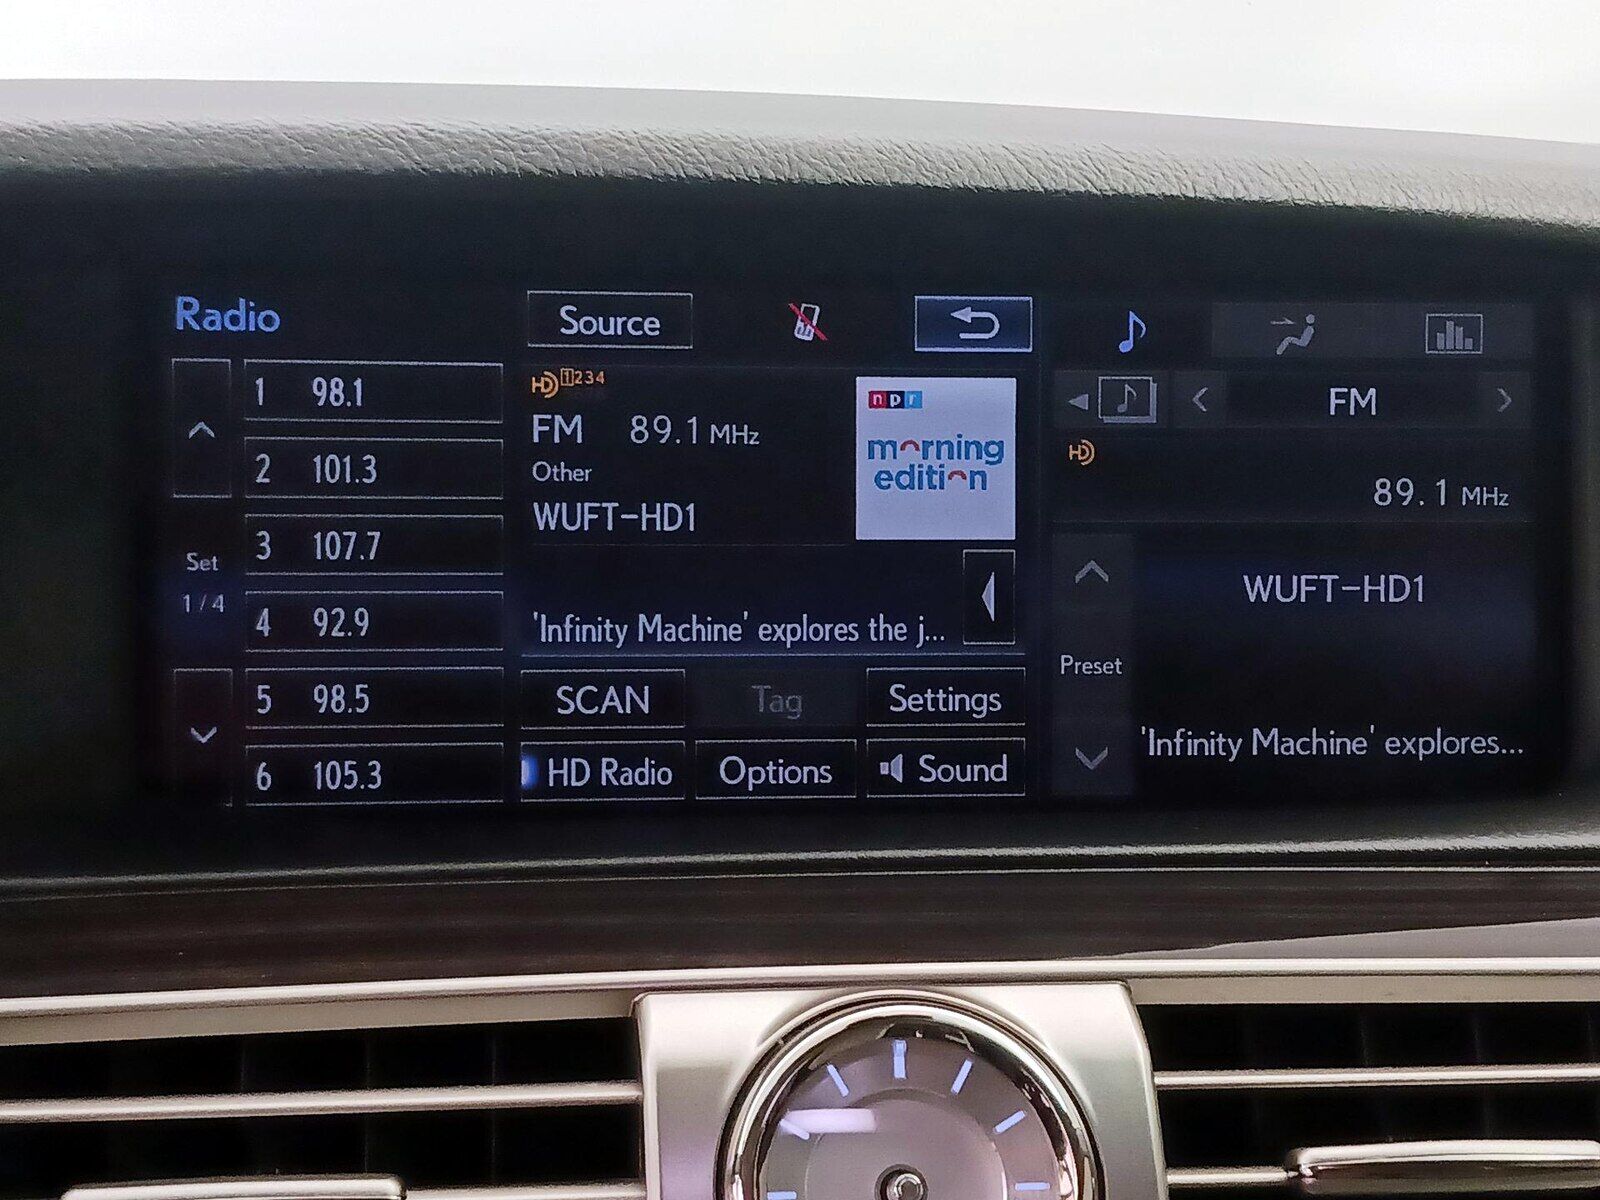 Radio
Source
1 98.1
2 101.3
3 107.7
4 92.9
5 98.5
6 105.3
Set
1/4
HD 1234
FM 89.1 MHz
Other
WUFT-HD1
npr
morning
edition
'Infinity Machine' explores the j...
SCAN
Tag
Settings
HD Radio
Options
Sound
FM
HD
89.1 MHz
WUFT-HD1
Preset
'Infinity Machine' explores...